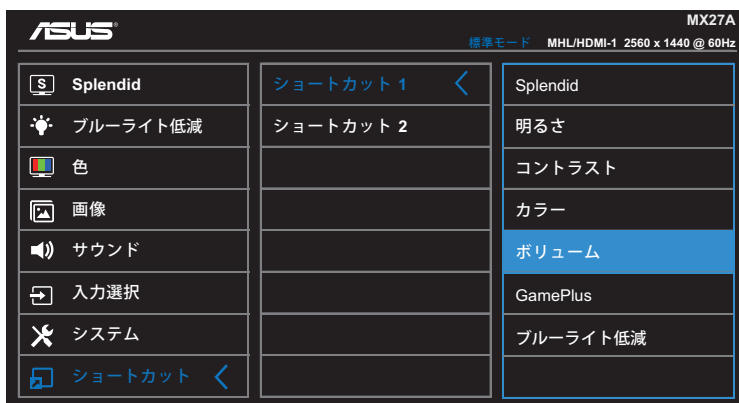 ASUS
MX27A
標準モード MHL/HDMI-1 2560 x 1440 @ 60Hz
S Splendid
ブルーライト低減
色
画像
サウンド
入力選択
システム
ショートカット
ショートカット 1
ショートカット 2
Splendid
明るさ
コントラスト
カラー
ボリューム
GamePlus
ブルーライト低減